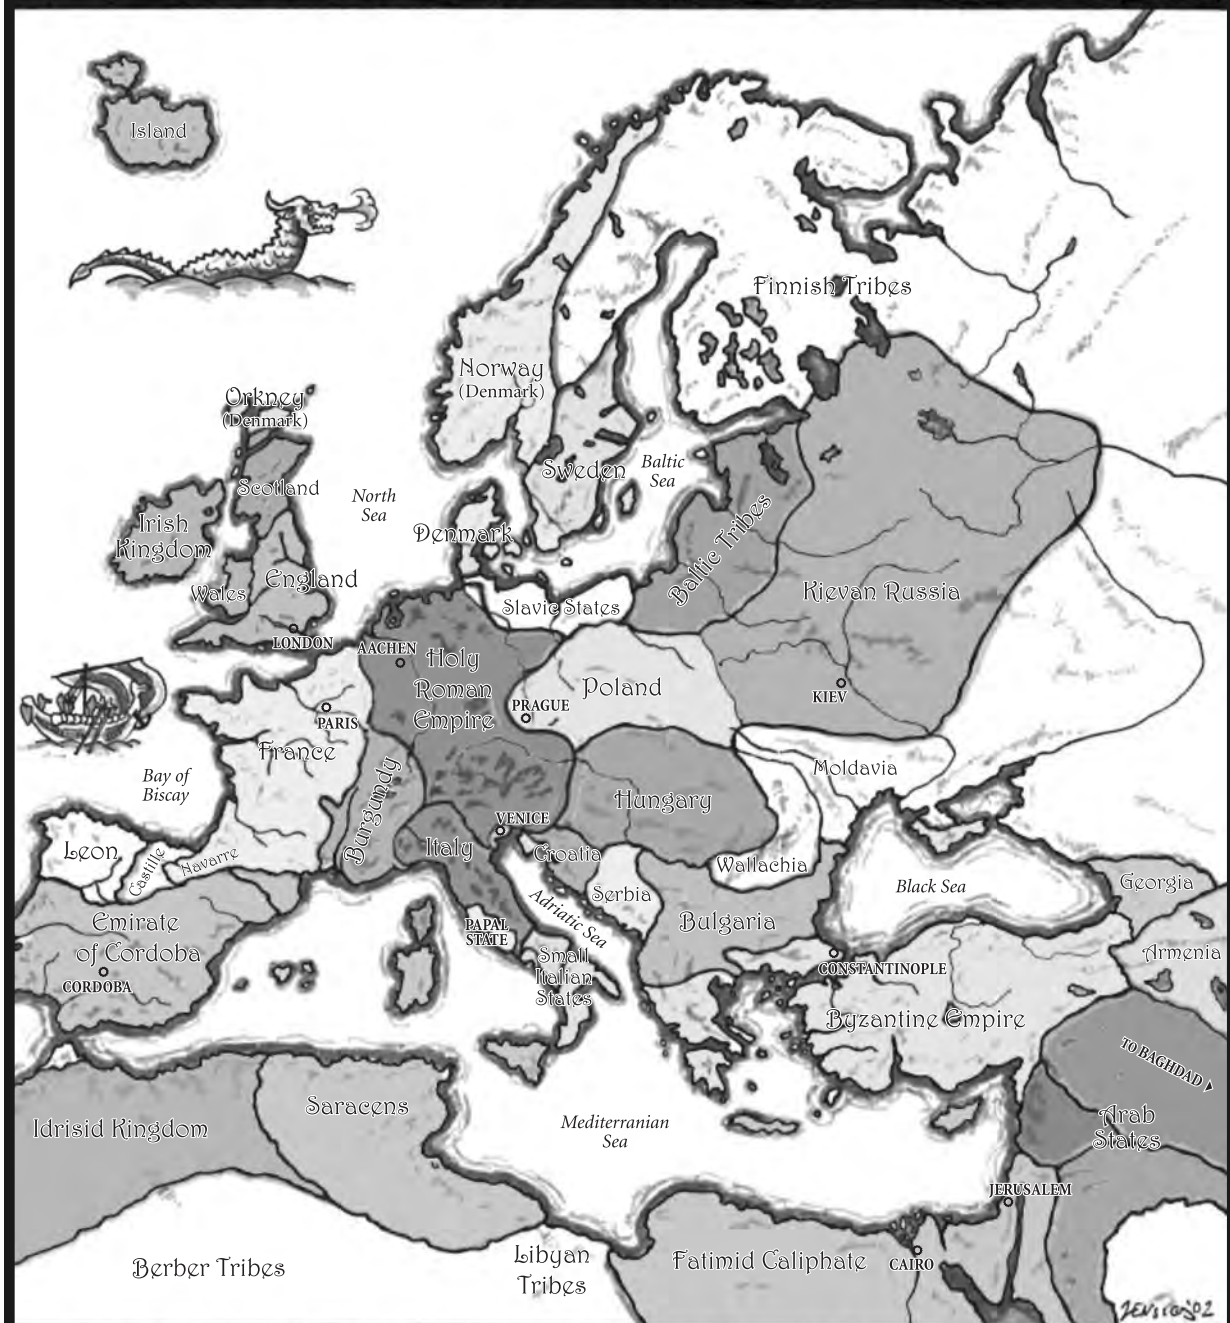 Island
Finnish Tribes
Norway
(Denmark)
Orkney
(Denmark)
Sweden
Baltic
Sea
Scotland
North
Sea
Irish
Kingdom
Denmark
Baltic Tribes
Wales
England
Slavic States
Kievan Russia
LONDON
AACHEN
Holy
Roman
Empire
Poland
KIEV
PRAGUE
PARIS
France
Bay of
Biscay
Burgundy
Moldavia
Hungary
VENICE
Leon
Castille
Navarre
Italy
Croatia
Wallachia
Serbia
Black Sea
Georgia
Emirate
of Cordoba
CORDOBA
Adriatic Sea
PAPAL
STATE
Bulgaria
Small
Italian
States
CONSTANTINOPLE
Armenia
Byzantine Empire
TO BAGHDAD
Arab
States
Idrisid Kingdom
Saracens
Mediterranean
Sea
JERUSALEM
Berber Tribes
Libyan
Tribes
Fatimid Caliphate
CAIRO